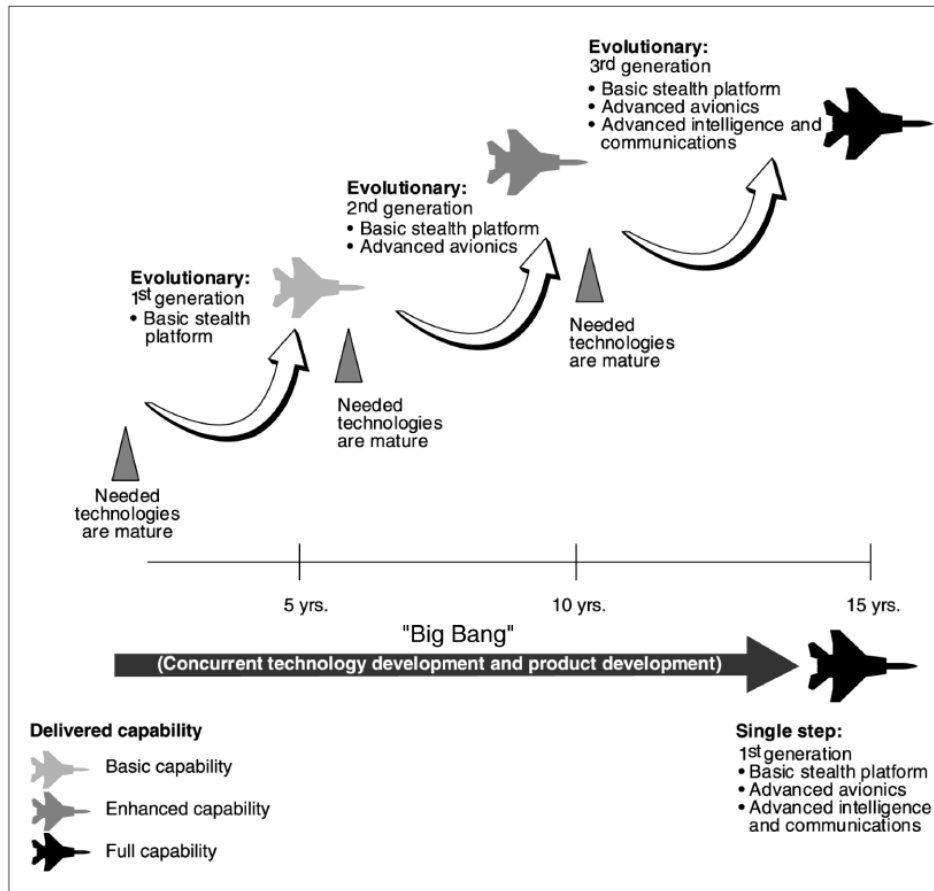 Evolutionary:
3rd generation
• Basic stealth platform
• Advanced avionics
• Advanced intelligence and
communications
Evolutionary:
2nd generation
• Basic stealth platform
• Advanced avionics
Evolutionary:
1st generation
• Basic stealth
platform
Needed
technologies
are mature
Needed
technologies
are mature
Needed
technologies
are mature
5 yrs.
10 yrs.
15 yrs.
"Big Bang"
(Concurrent technology development and product development)
Delivered capability
Basic capability
Enhanced capability
Full capability
Single step:
1st generation
• Basic stealth platform
• Advanced avionics
• Advanced intelligence
and communications